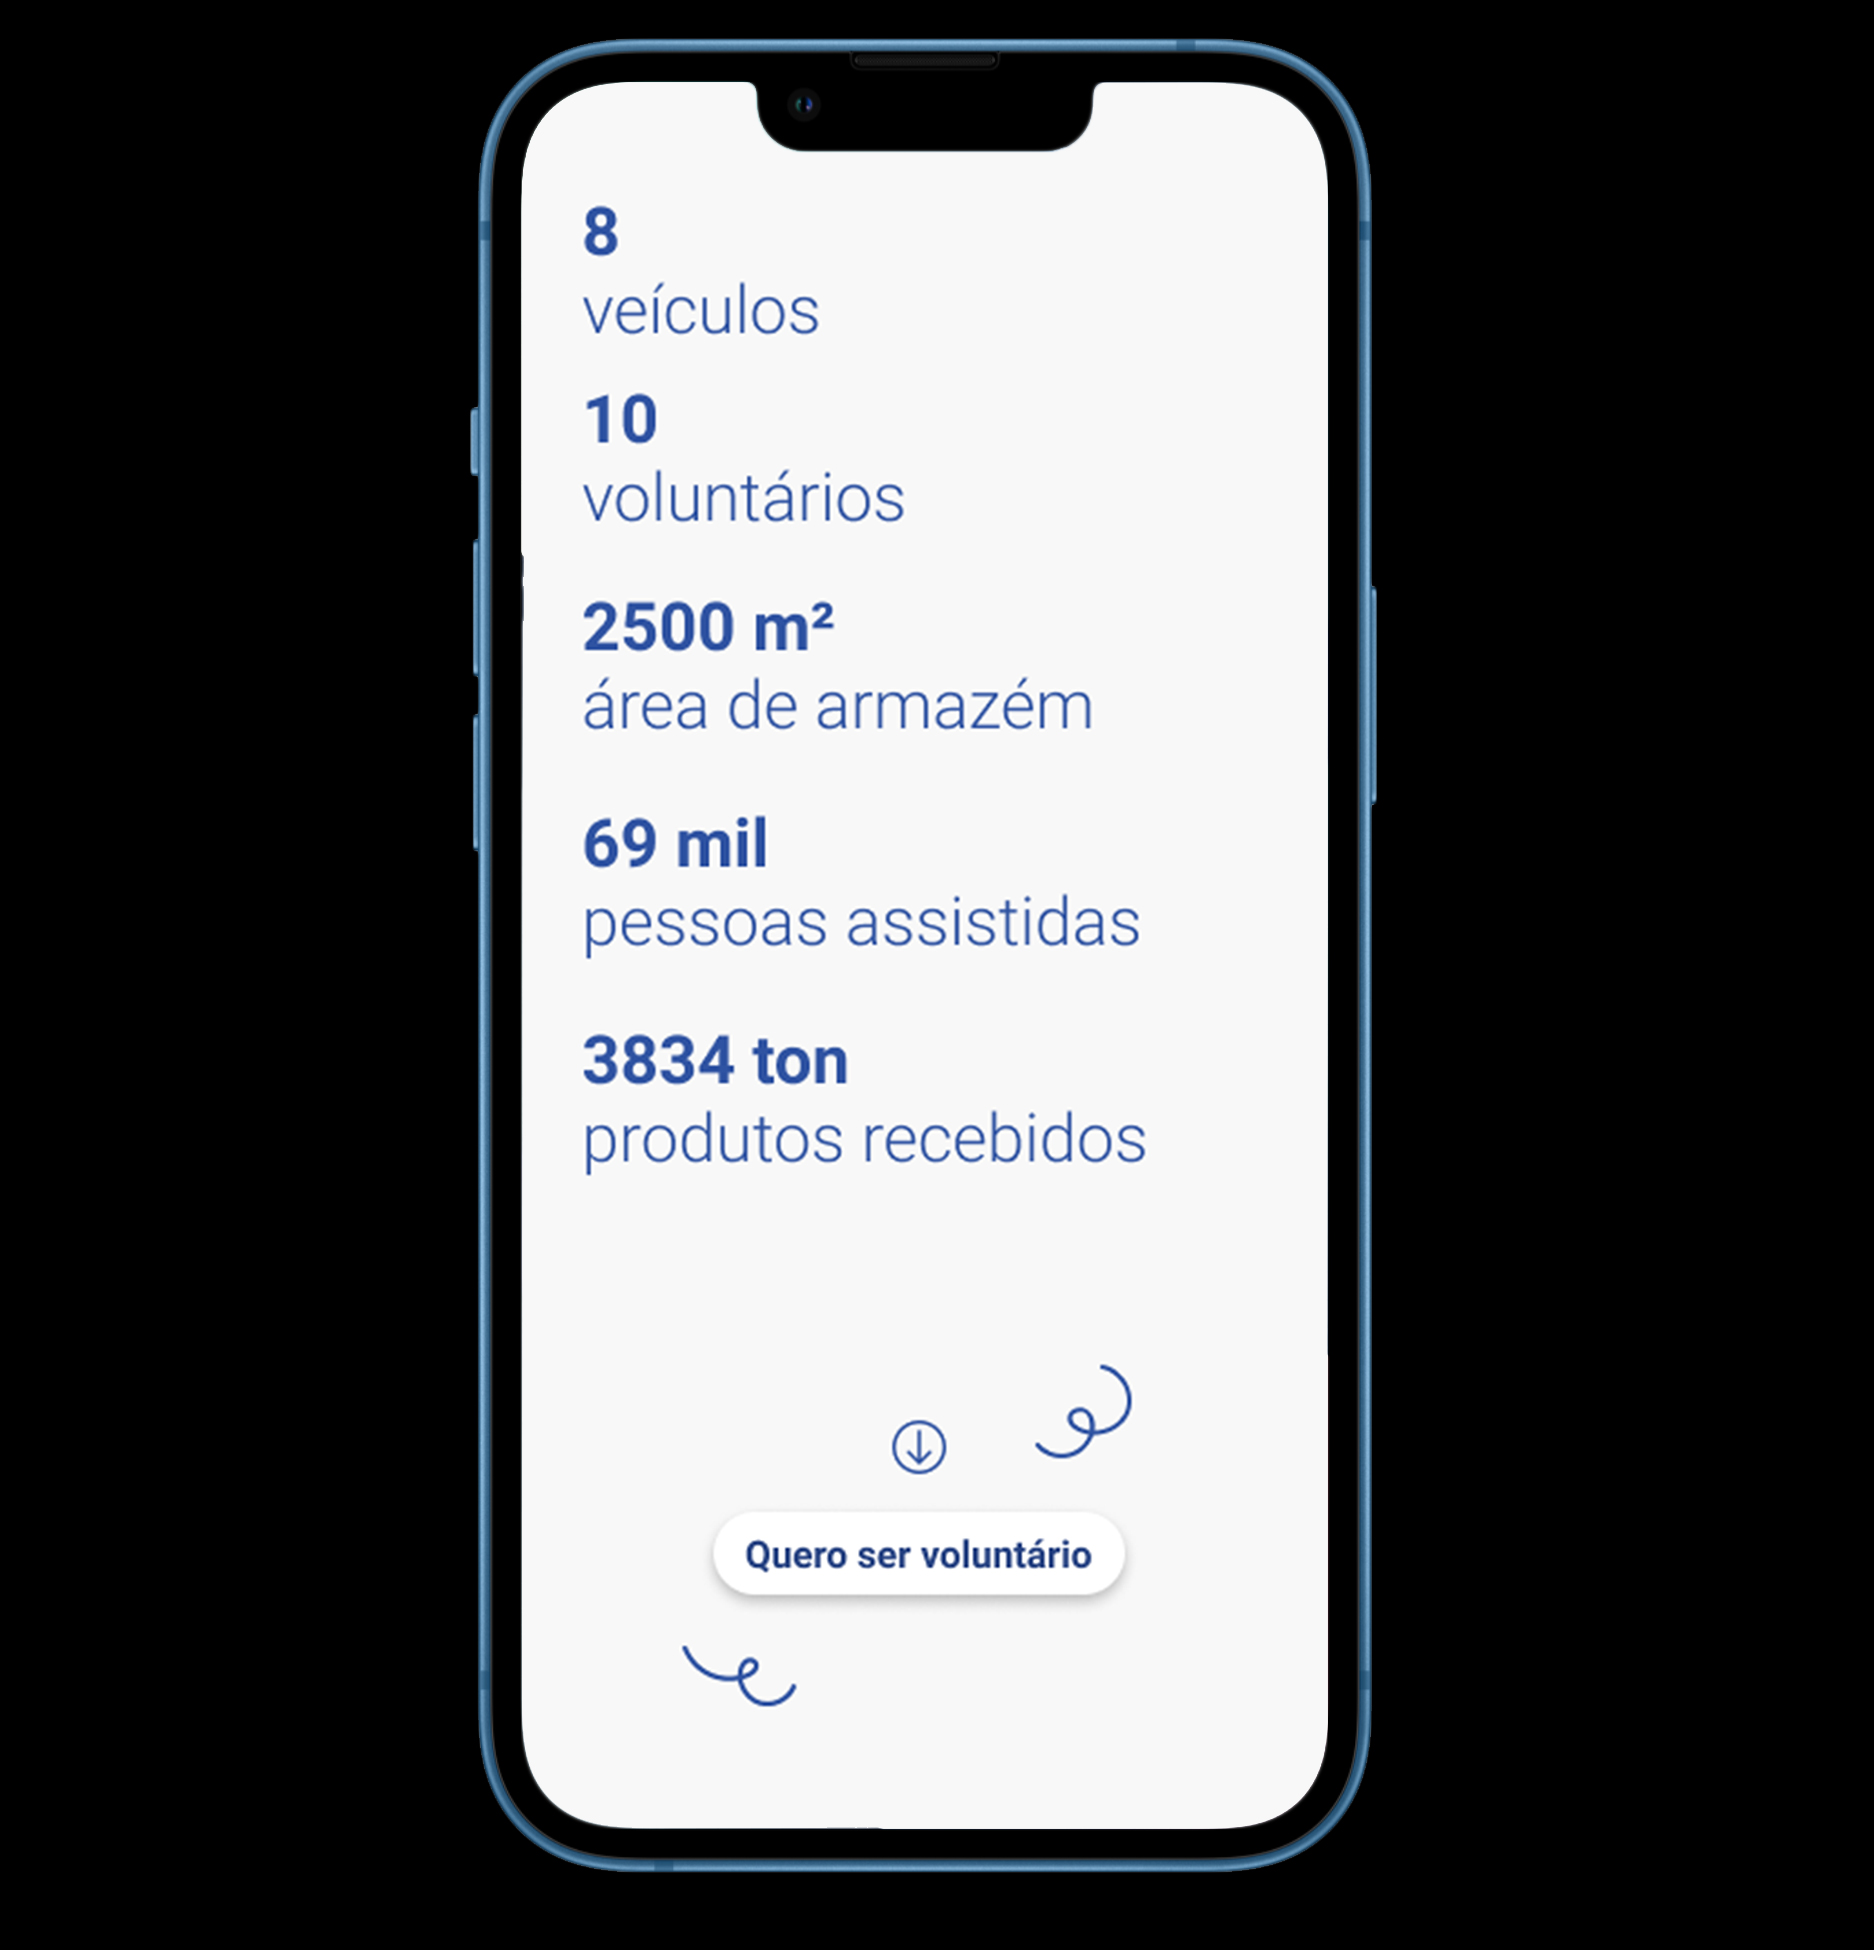 8
veículos
10
voluntários
2500 m²
área de armazém
69 mil
pessoas assistidas
3834 ton
produtos recebidos
Quero ser voluntário